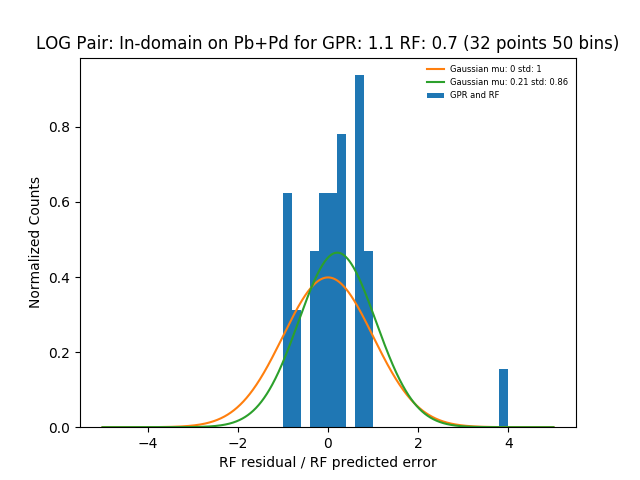 LOG Pair: In-domain on Pb+Pd for GPR: 1.1 RF: 0.7 (32 points 50 bins)
Gaussian mu: 0 std: 1
Gaussian mu: 0.21 std: 0.86
GPR and RF
Normalized Counts
0.8
0.6
0.4
0.2
0.0
−4 −2 0 2 4
RF residual / RF predicted error